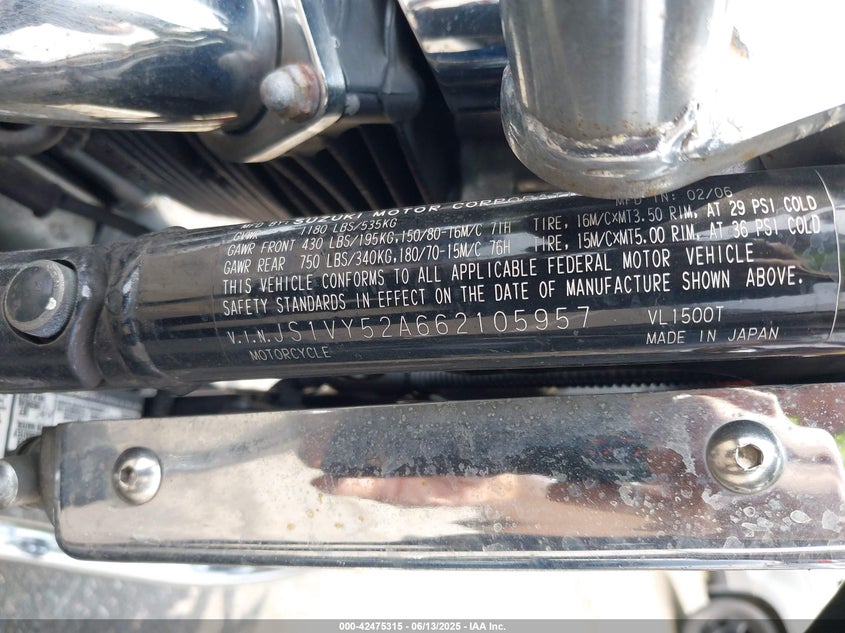 MFD BY: SUZUKI MOTOR CORPORA MFD IN: 02/06
GVWR 1180 LBS/535KG
GAWR FRONT 430 LBS/195KG,150/80-16M/C 71H TIRE, 16M/CXMT3.50 RIM, AT 29 PSI COLD
GAWR REAR 750 LBS/340KG,180/70-15M/C 76H TIRE, 15M/CXMT5.00 RIM, AT 36 PSI COLD
THIS VEHICLE CONFORMS TO ALL APPLICABLE FEDERAL MOTOR VEHICLE
SAFETY STANDARDS IN EFFECT ON THE DATE OF MANUFACTURE SHOWN ABOVE.
V.I.N.JS1VY52A662105957 VL1500T
MOTORCYCLE MADE IN JAPAN
000-42475315 | 06/13/2025 - IAA Inc.